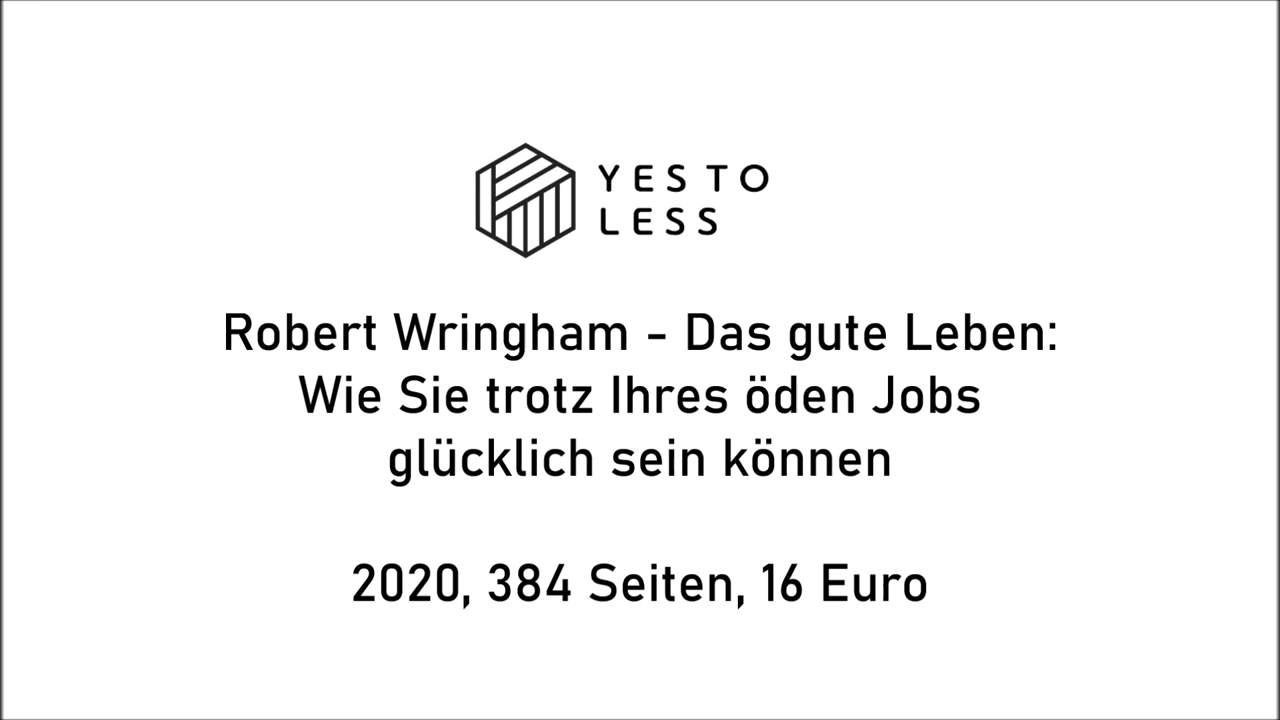 YES TO
LESS
Robert Wringham - Das gute Leben:
Wie Sie trotz Ihres öden Jobs
glücklich sein können
2020, 384 Seiten, 16 Euro